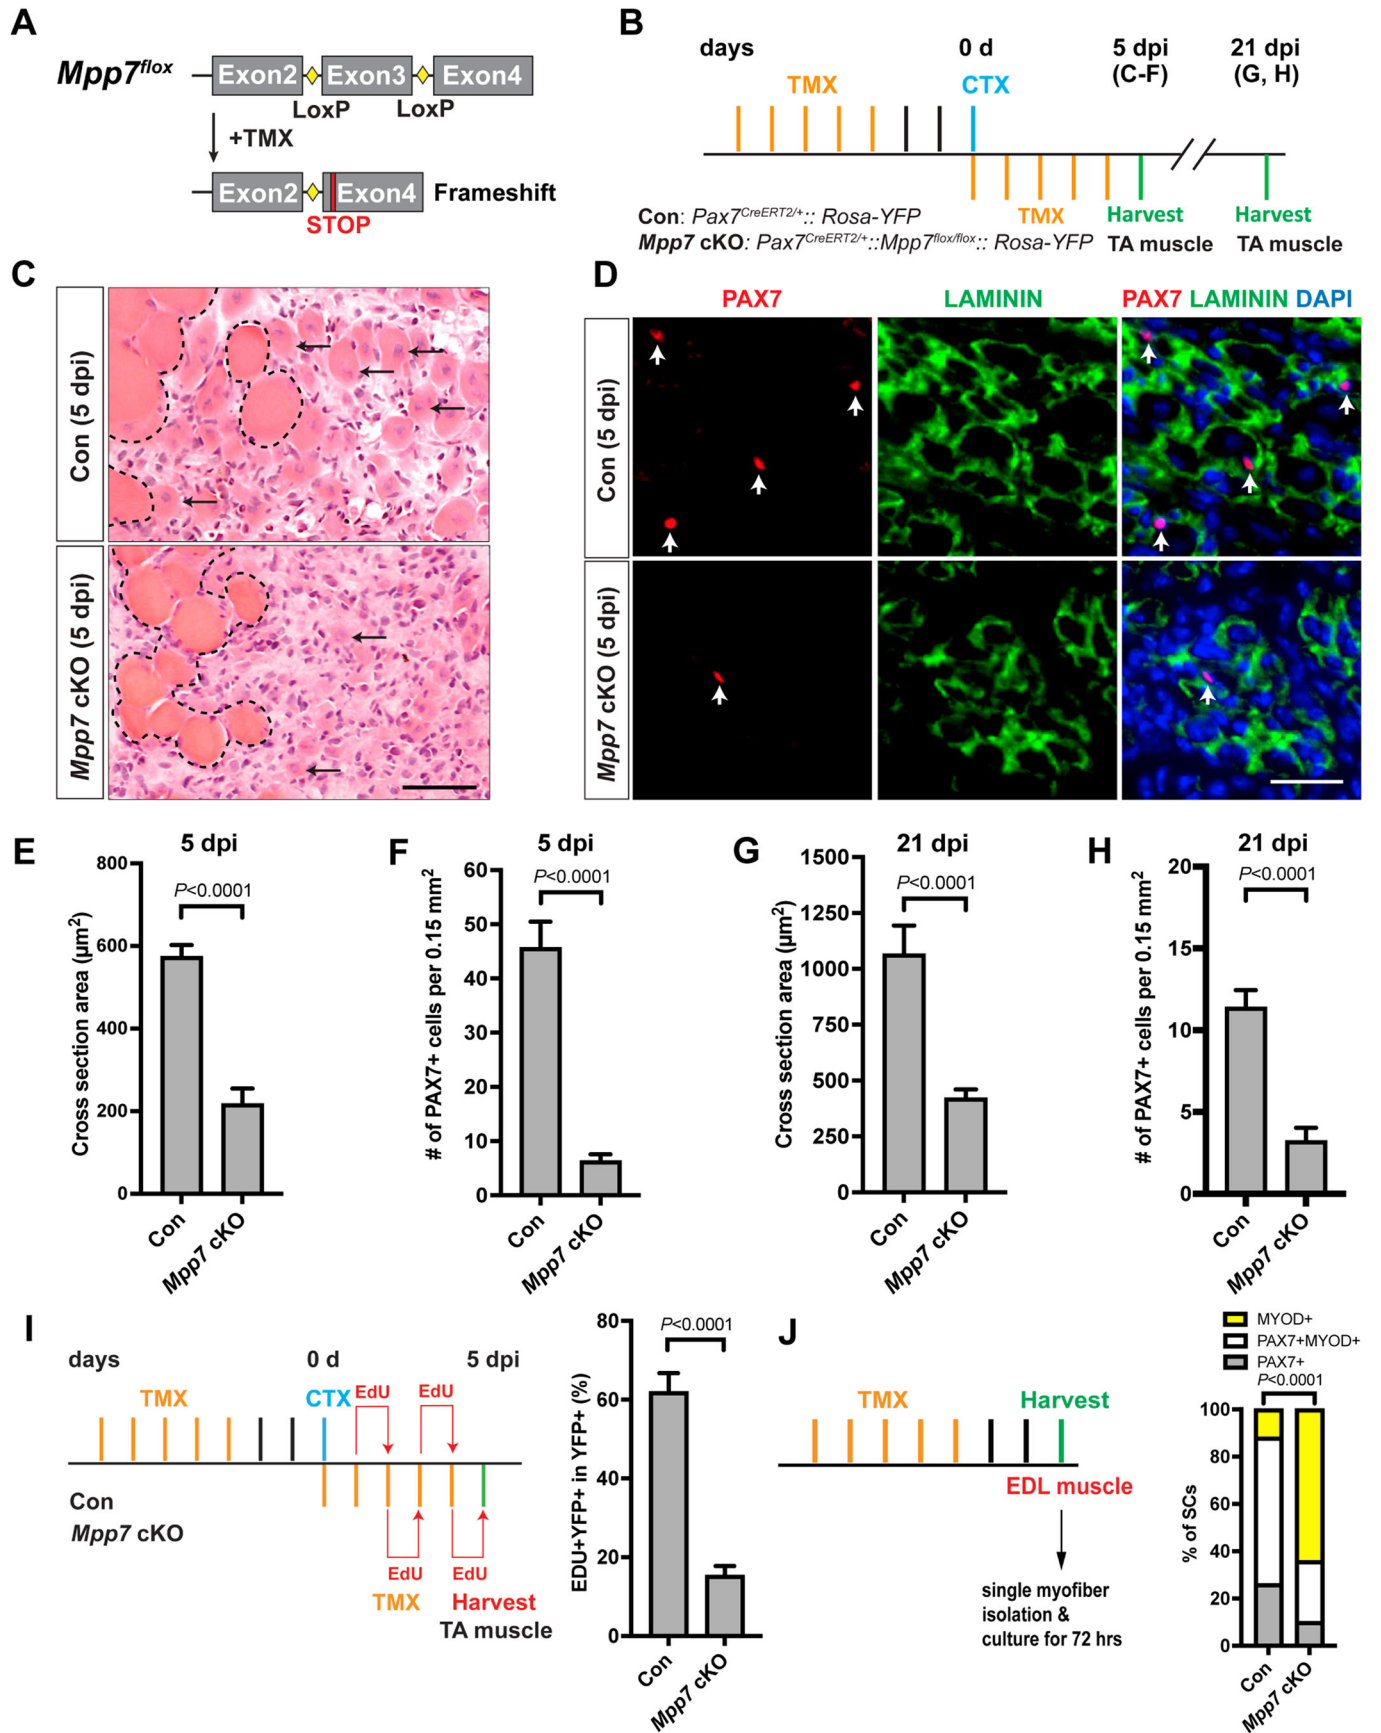 A
Mpp7flox
Exon2
Exon3
Exon4
LoxP
LoxP
+TMX
Exon2
Exon4
Frameshift
STOP
B
days
0 d
5 dpi
(C-F)
21 dpi
(G, H)
TMX
CTX
Con: Pax7CreERT2/+:: Rosa-YFP
TMX
Harvest
Harvest
Mpp7 cKO: Pax7CreERT2/+::Mpp7flox/flox:: Rosa-YFP
TA muscle
TA muscle
C
Con (5 dpi)
Mpp7 cKO (5 dpi)
D
PAX7
LAMININ
PAX7 LAMININ DAPI
Con (5 dpi)
Mpp7 cKO (5 dpi)
E
5 dpi
P<0.0001
Cross section area (µm2)
800
600
400
200
0
Con
Mpp7 cKO
F
5 dpi
P<0.0001
# of PAX7+ cells per 0.15 mm2
60
50
40
30
20
10
0
Con
Mpp7 cKO
G
21 dpi
P<0.0001
Cross section area (µm2)
1500
1250
1000
750
500
250
0
Con
Mpp7 cKO
H
21 dpi
P<0.0001
# of PAX7+ cells per 0.15 mm2
20
15
10
5
0
Con
Mpp7 cKO
I
days
0 d
5 dpi
TMX
CTX
EdU
EdU
Con
Mpp7 cKO
EdU
EdU
TMX
Harvest
TA muscle
P<0.0001
EDU+YFP+ in YFP+ (%)
80
60
40
20
0
Con
Mpp7 cKO
J
TMX
Harvest
EDL muscle
single myofiber
isolation &
culture for 72 hrs
MYOD+
PAX7+MYOD+
PAX7+
P<0.0001
% of SCs
100
80
60
40
20
0
Con
Mpp7 cKO